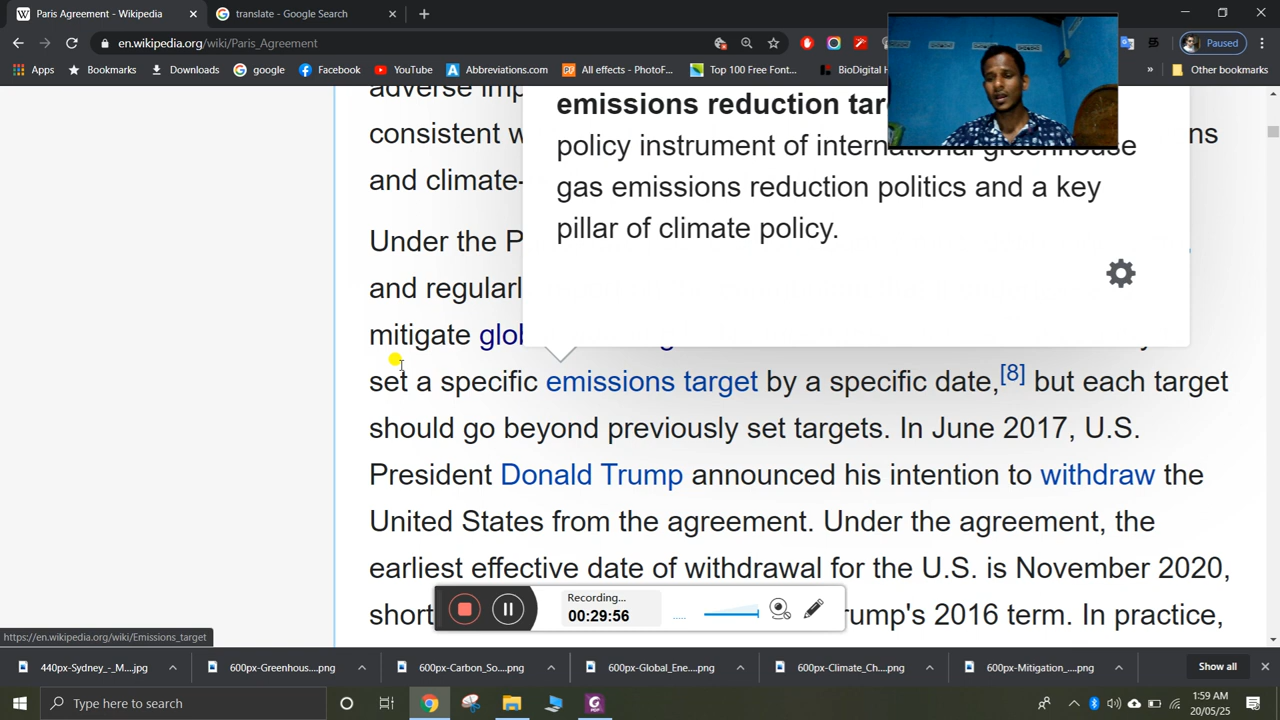 Paris Agreement - Wikipedia
translate - Google Search
en.wikipedia.org/wiki/Paris_Agreement
Paused
Apps
Bookmarks
Downloads
google
Facebook
YouTube
Abbreviations.com
All effects - PhotoF...
Top 100 Free Font...
BioDigital H
Other bookmarks
adverse imp
emissions reduction tar
consistent w
policy instrument of international greenhouse
ns
and climate-
gas emissions reduction politics and a key
pillar of climate policy.
Under the P
and regularl
mitigate glob
set a specific emissions target by a specific date,[8] but each target
should go beyond previously set targets. In June 2017, U.S.
President Donald Trump announced his intention to withdraw the
United States from the agreement. Under the agreement, the
earliest effective date of withdrawal for the U.S. is November 2020,
short
rump's 2016 term. In practice,
Recording...
00:29:56
https://en.wikipedia.org/wiki/Emissions_target
440px-Sydney_-_M...jpg
600px-Greenhous....png
600px-Carbon_So....png
600px-Global_Ene....png
600px-Climate_Ch....png
600px-Mitigation_....png
Show all
Type here to search
1:59 AM
20/05/25